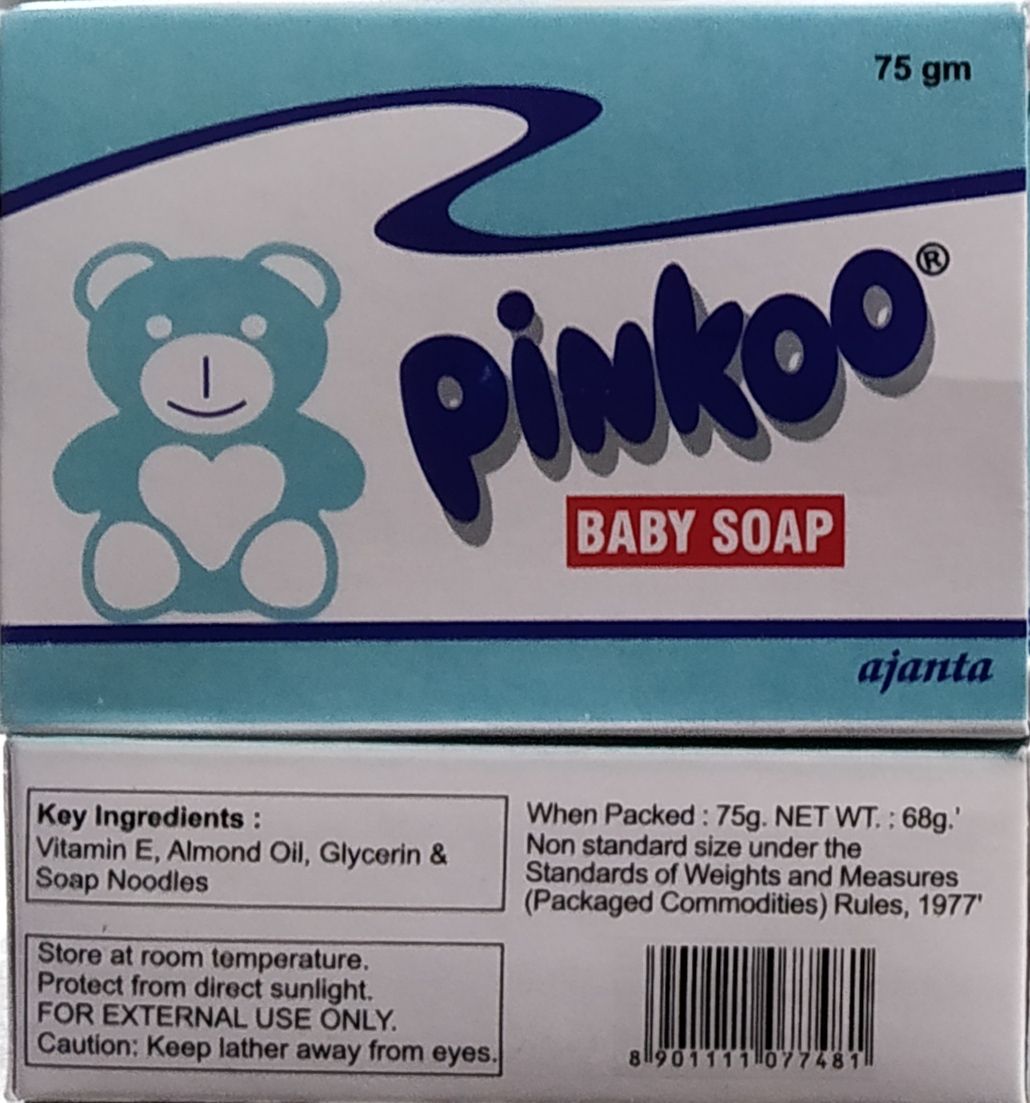 75 gm
PINKOO®
BABY SOAP
ajanta
Key Ingredients :
Vitamin E, Almond Oil, Glycerin &
Soap Noodles
Store at room temperature.
Protect from direct sunlight.
FOR EXTERNAL USE ONLY.
Caution: Keep lather away from eyes.
When Packed : 75g. NET WT. : 68g.'
Non standard size under the
Standards of Weights and Measures
(Packaged Commodities) Rules, 1977'
8 901111 077481